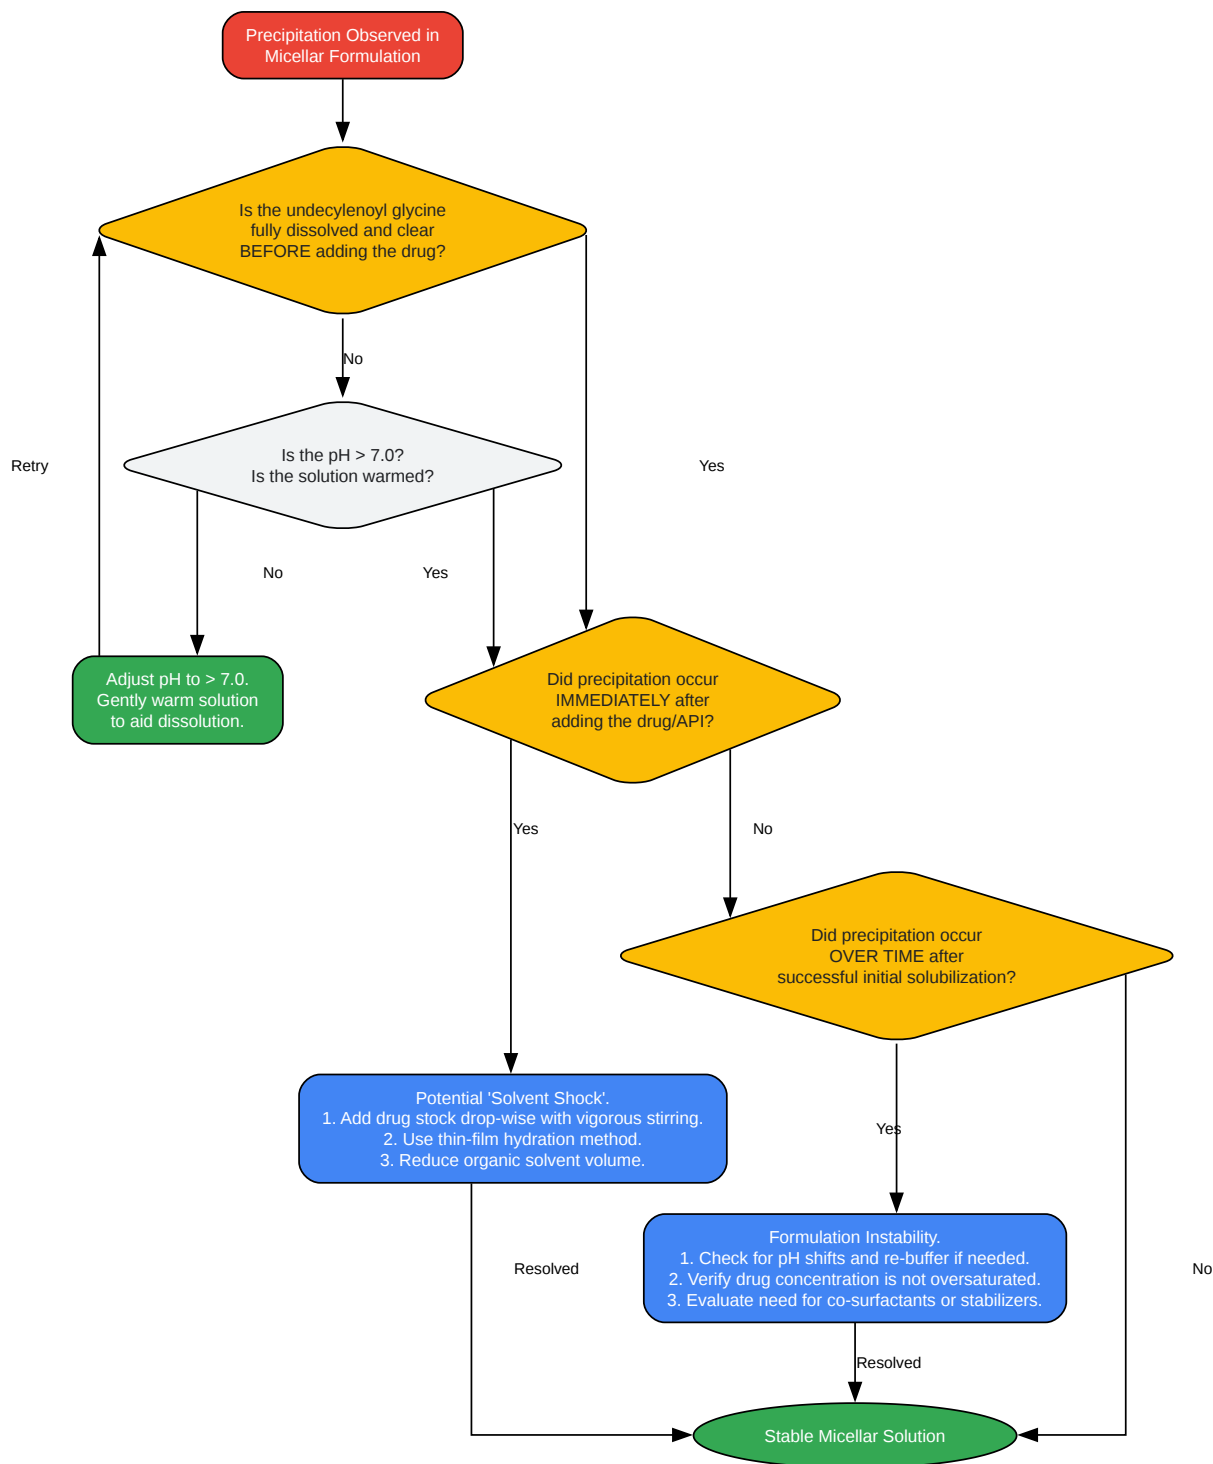 Precipitation Observed in
Micellar Formulation
Is the undecylenoyl glycine
fully dissolved and clear
BEFORE adding the drug?
No
Is the pH > 7.0?
Is the solution warmed?
Retry
Yes
No
Yes
Adjust pH to > 7.0.
Gently warm solution
to aid dissolution.
Did precipitation occur
IMMEDIATELY after
adding the drug/API?
Yes
No
Did precipitation occur
OVER TIME after
successful initial solubilization?
Potential 'Solvent Shock'.
1. Add drug stock drop-wise with vigorous stirring.
2. Use thin-film hydration method.
3. Reduce organic solvent volume.
Yes
Formulation Instability.
1. Check for pH shifts and re-buffer if needed.
2. Verify drug concentration is not oversaturated.
3. Evaluate need for co-surfactants or stabilizers.
Resolved
No
Resolved
Stable Micellar Solution